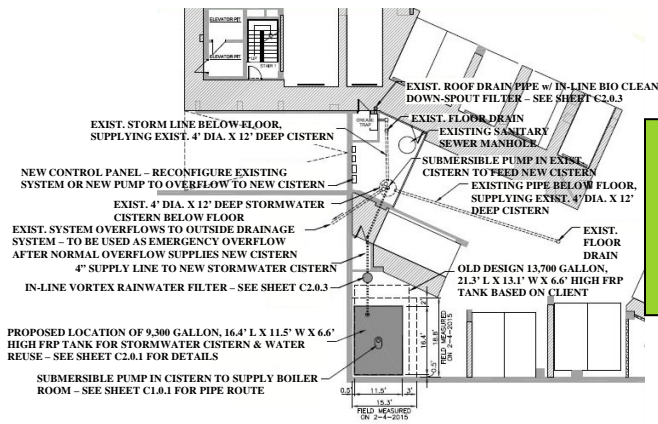 ELEVATOR PIT
ELEVATOR PIT
UP
STAIR 1
EXIST. ROOF DRAIN PIPE w/ IN-LINE BIO CLEAN
DOWN-SPOUT FILTER – SEE SHEET C2.0.3
GREASE
TRAP
EXIST. FLOOR DRAIN
EXIST. STORM LINE BELOW FLOOR,
SUPPLYING EXIST. 4' DIA. X 12' DEEP CISTERN
EXISTING SANITARY
SEWER MANHOLE
SUBMERSIBLE PUMP IN EXIST.
CISTERN TO FEED NEW CISTERN
NEW CONTROL PANEL – RECONFIGURE EXISTING
SYSTEM OR NEW PUMP TO OVERFLOW TO NEW CISTERN
EXISTING PIPE BELOW FLOOR,
SUPPLYING EXIST. 4' DIA. X 12'
DEEP CISTERN
EXIST. 4' DIA. X 12' DEEP STORMWATER
CISTERN BELOW FLOOR
EXIST. SYSTEM OVERFLOWS TO OUTSIDE DRAINAGE
SYSTEM – TO BE USED AS EMERGENCY OVERFLOW
AFTER NORMAL OVERFLOW SUPPLIES NEW CISTERN
EXIST.
FLOOR
DRAIN
4" SUPPLY LINE TO NEW STORMWATER CISTERN
OLD DESIGN 13,700 GALLON,
21.3' L X 13.1' W X 6.6' HIGH FRP
TANK BASED ON CLIENT
IN-LINE VORTEX RAINWATER FILTER – SEE SHEET C2.0.3
PROPOSED LOCATION OF 9,300 GALLON, 16.4' L X 11.5' W X 6.6'
HIGH FRP TANK FOR STORMWATER CISTERN & WATER
REUSE – SEE SHEET C2.0.1 FOR DETAILS
2'
16.4'
18.8'
0.5'
FIELD MEASURED
ON 2-4-2015
SUBMERSIBLE PUMP IN CISTERN TO SUPPLY BOILER
ROOM – SEE SHEET C1.0.1 FOR PIPE ROUTE
0.5'
11.5'
3'
15.3'
FIELD MEASURED
ON 2-4-2015